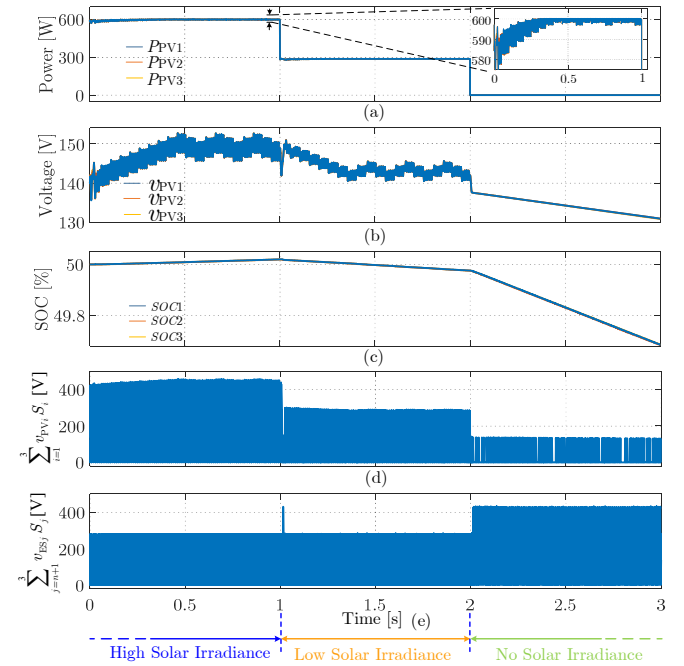 Power [W]
600
300
0
P_PV1
P_PV2
P_PV3
600
590
580
0
0.5
1
(a)
Voltage [V]
150
140
130
v_PV1
v_PV2
v_PV3
(b)
SOC [%]
50
49.8
SOC1
SOC2
SOC3
(c)
∑_{i=1}^{3} v_{PVi} S_i [V]
400
200
0
(d)
∑_{j=n+1}^{3} v_{ESj} S_j [V]
400
200
0
0 0.5 1 1.5 2 2.5 3
Time [s] (e)
High Solar Irradiance Low Solar Irradiance No Solar Irradiance